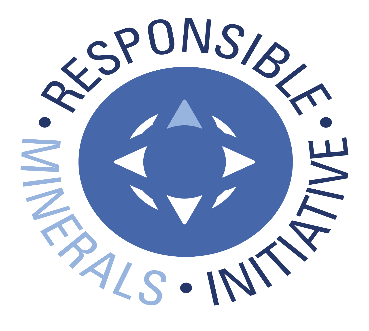 • RESPONSIBLE •
MINERALS • INITIATIVE